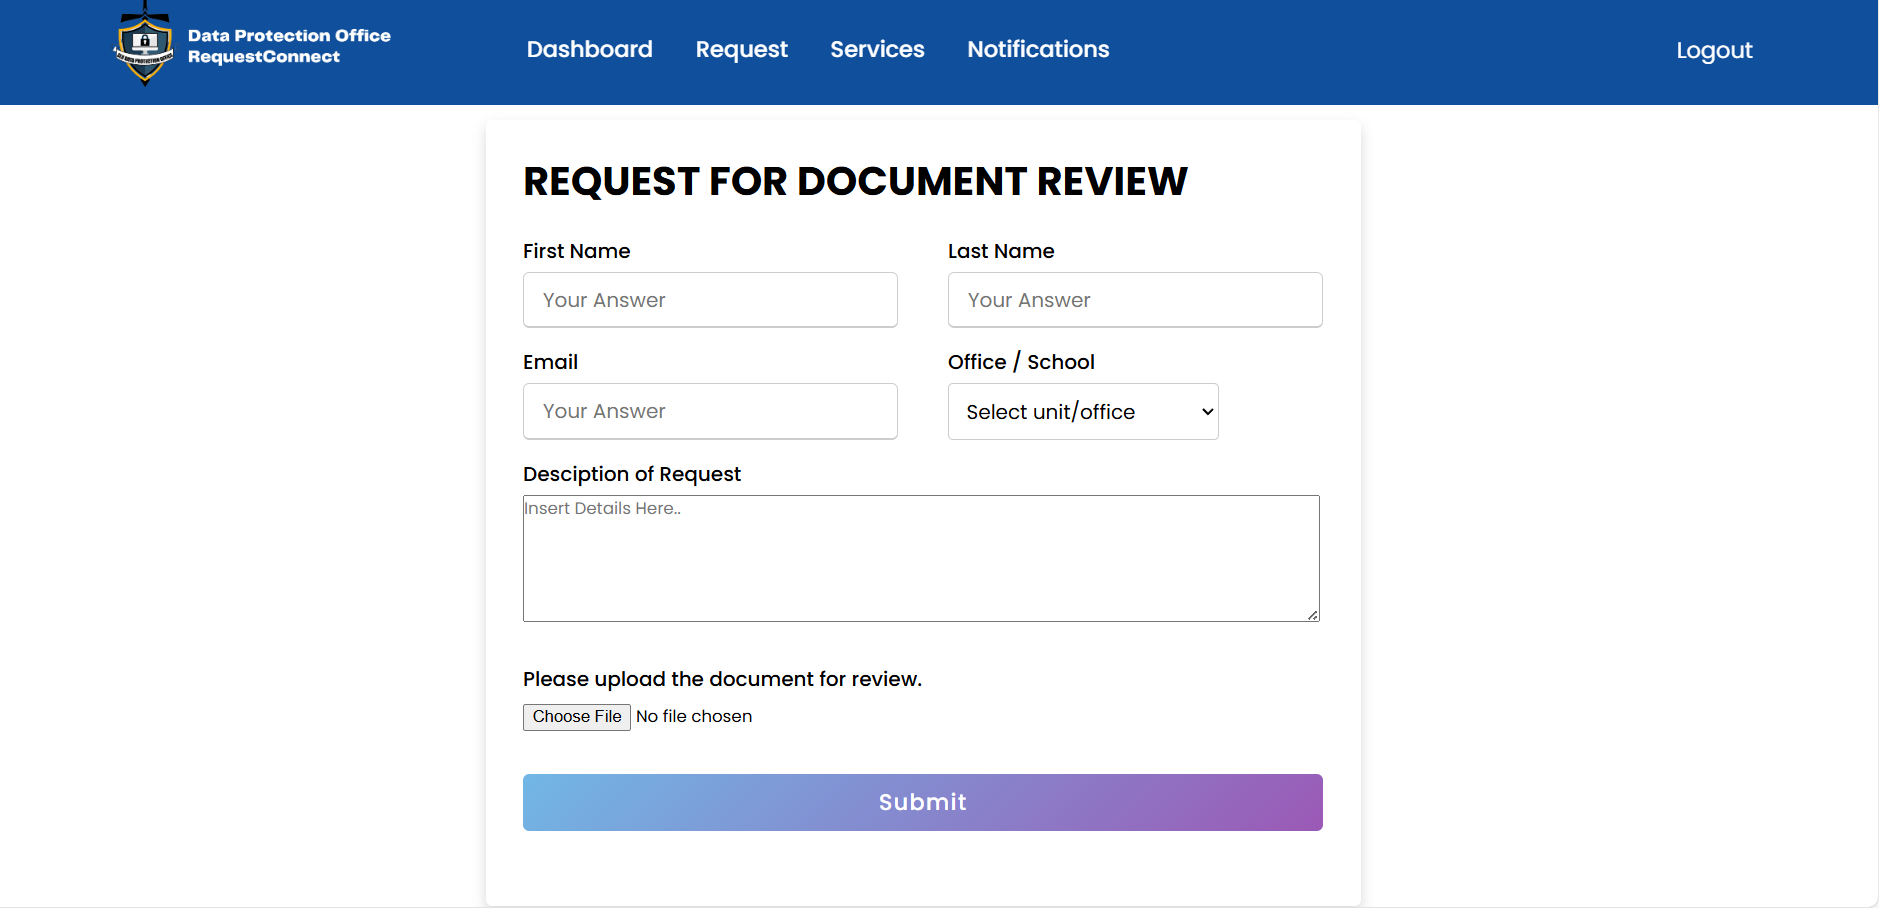 Data Protection Office
RequestConnect
Dashboard Request Services Notifications Logout
REQUEST FOR DOCUMENT REVIEW
First Name Last Name
Your Answer Your Answer
Email Office / School
Your Answer Select unit/office
Desciption of Request
Insert Details Here..
Please upload the document for review.
Choose File No file chosen
Submit